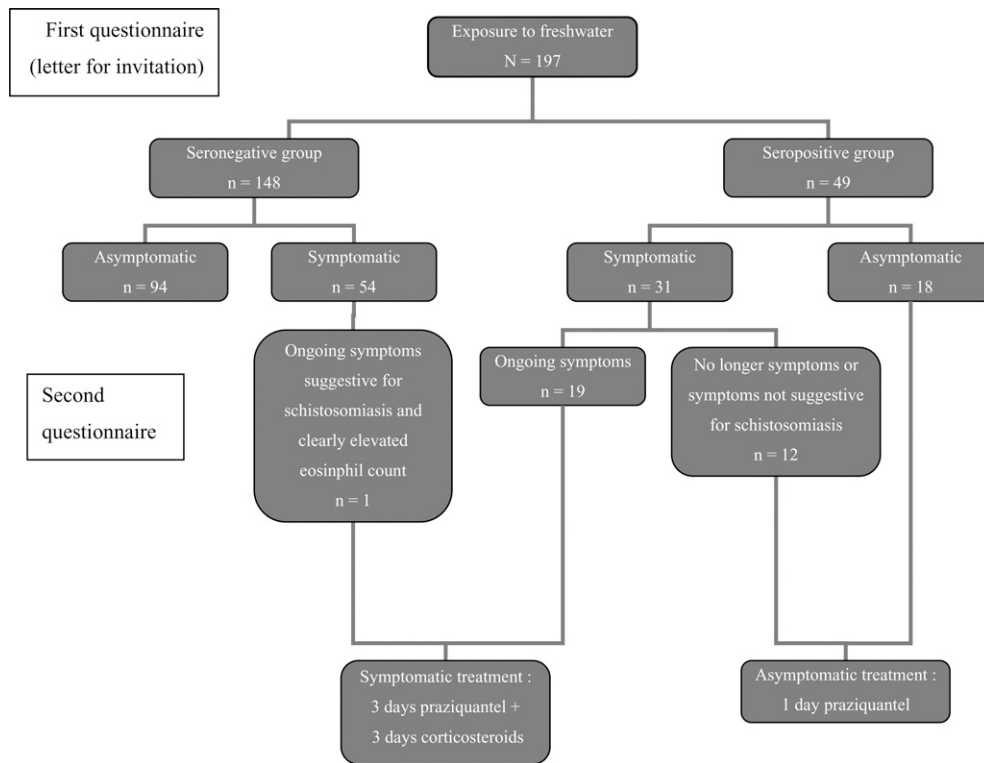 First questionnaire
(letter for invitation)
Exposure to freshwater
N = 197
Seronegative group
n = 148
Seropositive group
n = 49
Asymptomatic
n = 94
Symptomatic
n = 54
Symptomatic
n = 31
Asymptomatic
n = 18
Second
questionnaire
Ongoing symptoms
suggestive for
schistosomiasis and
clearly elevated
eosinphil count
n = 1
Ongoing symptoms
n = 19
No longer symptoms or
symptoms not suggestive
for schistosomiasis
n = 12
Symptomatic treatment :
3 days praziquantel +
3 days corticosteroids
Asymptomatic treatment :
1 day praziquantel